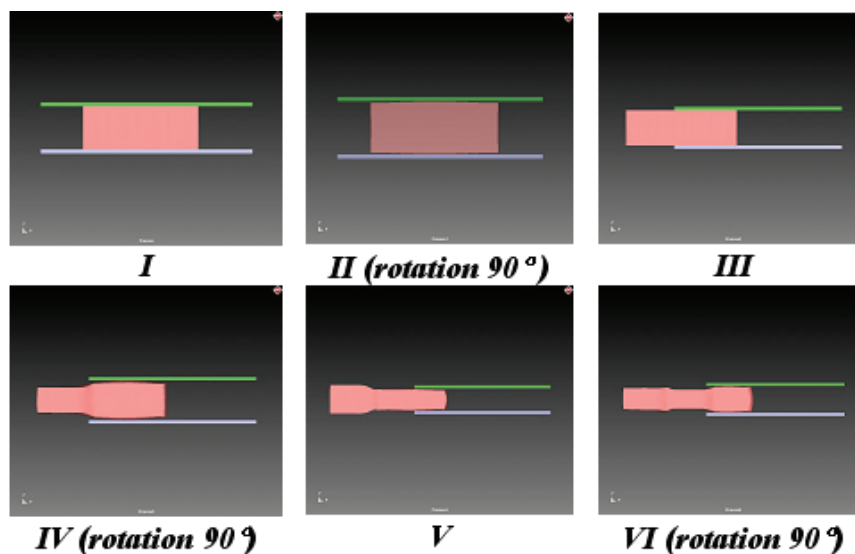 I
II (rotation 90°)
III
IV (rotation 90°)
V
VI (rotation 90°)